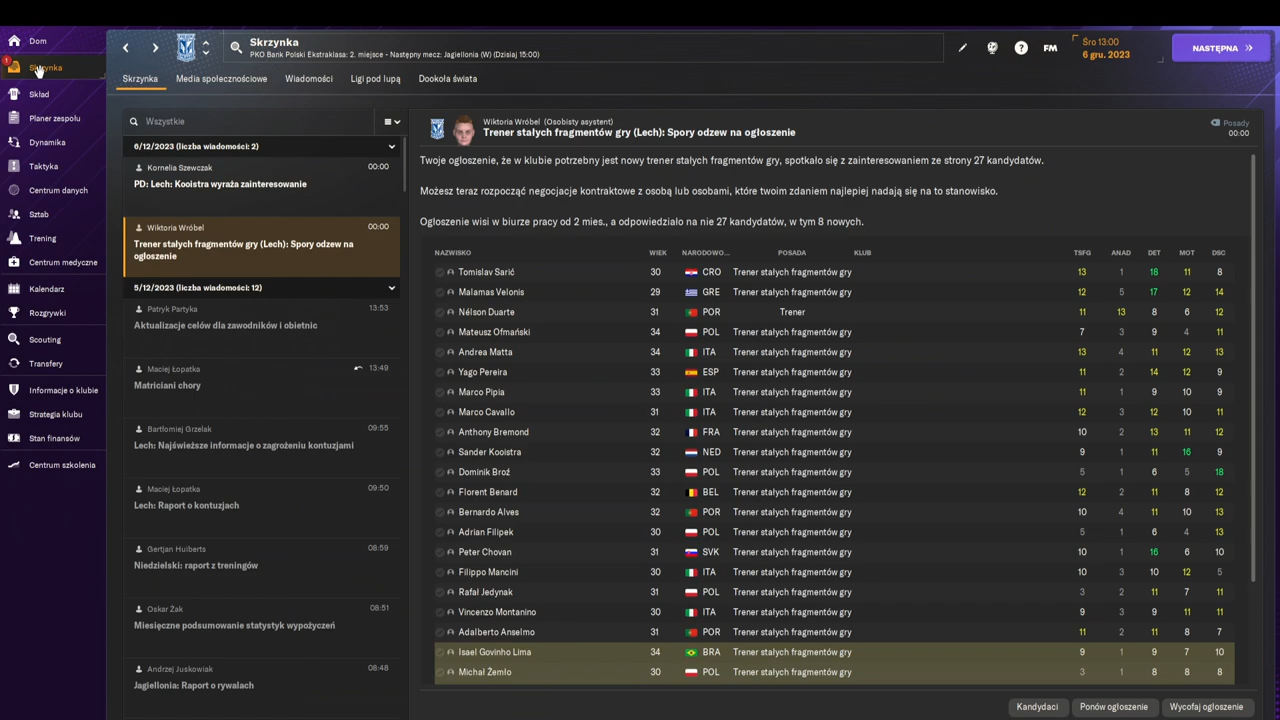 Dom
Skrzynka
Skład
Planer zespołu
Dynamika
Taktyka
Centrum danych
Sztab
Trening
Centrum medyczne
Kalendarz
Rozgrywki
Scouting
Transfery
Informacje o klubie
Strategia klubu
Stan finansów
Centrum szkolenia
1
Skrzynka
PKO Bank Polski Ekstraklasa: 2. miejsce - Następny mecz: Jagiellonia (W) (Dzisiaj 15:00)
FM
Śro 13:00
6 gru. 2023
NASTĘPNA
Skrzynka Media społecznościowe Wiadomości Ligi pod lupą Dookoła świata
Wszystkie
6/12/2023 (liczba wiadomości: 2)
Kornelia Szewczak 00:00
PD: Lech: Kooistra wyraża zainteresowanie
Wiktoria Wróbel 00:00
Trener stałych fragmentów gry (Lech): Spory odzew na
ogłoszenie
5/12/2023 (liczba wiadomości: 12)
Patryk Partyka 13:53
Aktualizacje celów dla zawodników i obietnic
Maciej Łopatka 13:49
Matriciani chory
Bartłomiej Grzelak 09:55
Lech: Najświeższe informacje o zagrożeniu kontuzjami
Maciej Łopatka 09:50
Lech: Raport o kontuzjach
Gertjan Huiberts 08:59
Niedzielski: raport z treningów
Oskar Żak 08:51
Miesięczne podsumowanie statystyk wypożyczeń
Andrzej Juskowiak 08:48
Jagiellonia: Raport o rywalach
Wiktoria Wróbel (Osobisty asystent)
Trener stałych fragmentów gry (Lech): Spory odzew na ogłoszenie
Posady
00:00
Twoje ogłoszenie, że w klubie potrzebny jest nowy trener stałych fragmentów gry, spotkało się z zainteresowaniem ze strony 27 kandydatów.
Możesz teraz rozpocząć negocjacje kontraktowe z osobą lub osobami, które twoim zdaniem najlepiej nadają się na to stanowisko.
Ogłoszenie wisi w biurze pracy od 2 mies., a odpowiedziało na nie 27 kandydatów, w tym 8 nowych.
NAZWISKO WIEK NARODOWO... POSADA KLUB TSFG ANAD DET MOT DSC
Tomislav Sarić 30 CRO Trener stałych fragmentów gry 13 1 18 11 8
Malamas Velonis 29 GRE Trener stałych fragmentów gry 12 5 17 12 14
Nélson Duarte 31 POR Trener 11 13 8 6 12
Mateusz Ofmański 34 POL Trener stałych fragmentów gry 7 3 9 4 11
Andrea Matta 34 ITA Trener stałych fragmentów gry 13 4 11 12 13
Yago Pereira 33 ESP Trener stałych fragmentów gry 11 2 14 12 9
Marco Pipia 33 ITA Trener stałych fragmentów gry 11 1 9 10 9
Marco Cavallo 31 ITA Trener stałych fragmentów gry 12 3 12 10 11
Anthony Bremond 32 FRA Trener stałych fragmentów gry 10 2 13 11 12
Sander Kooistra 32 NED Trener stałych fragmentów gry 9 1 11 16 9
Dominik Broź 33 POL Trener stałych fragmentów gry 5 1 6 5 18
Florent Benard 32 BEL Trener stałych fragmentów gry 12 2 11 8 12
Bernardo Alves 32 POR Trener stałych fragmentów gry 10 4 11 10 13
Adrian Filipek 32 POL Trener stałych fragmentów gry 5 1 6 4 13
Peter Chovan 31 SVK Trener stałych fragmentów gry 10 1 16 6 10
Filippo Mancini 30 ITA Trener stałych fragmentów gry 10 3 10 12 5
Rafał Jedynak 31 POL Trener stałych fragmentów gry 3 2 11 7 11
Vincenzo Montanino 30 ITA Trener stałych fragmentów gry 9 3 9 11 11
Adalberto Anselmo 31 POR Trener stałych fragmentów gry 11 2 11 8 7
Isael Govinho Lima 34 BRA Trener stałych fragmentów gry 9 1 9 7 10
Michał Żemło 30 POL Trener stałych fragmentów gry 3 1 8 8 8
Kandydaci Ponów ogłoszenie Wycofaj ogłoszenie